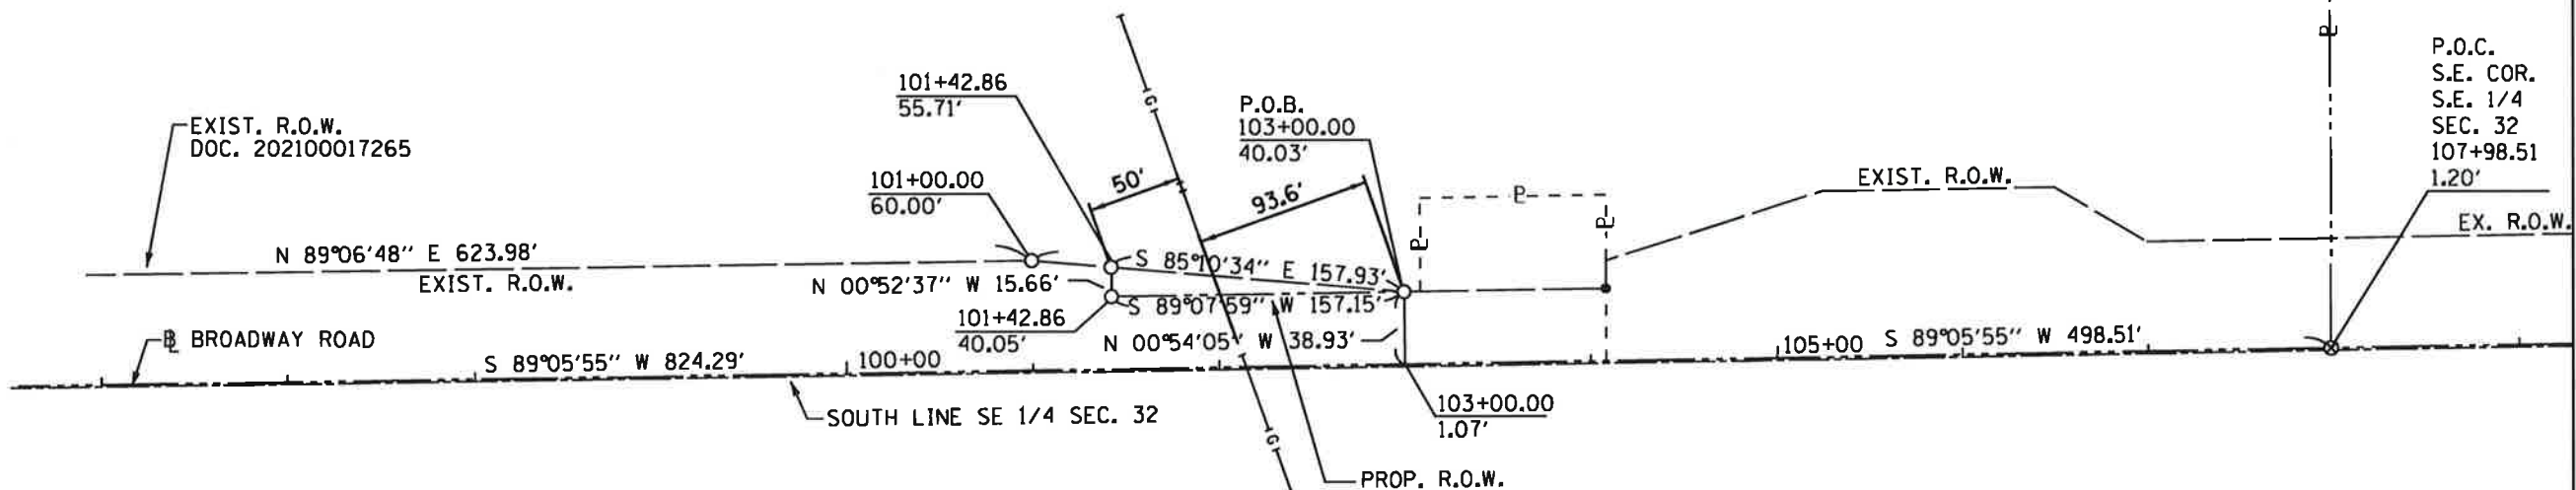 EXIST. R.O.W.
DOC. 202100017265
101+42.86
55.71'
P.O.B.
103+00.00
40.03'
P.O.C.
S.E. COR.
S.E. 1/4
SEC. 32
107+98.51
1.20'
101+00.00
60.00'
50'
93.6'
G
P
P
P
P
EXIST. R.O.W.
EX. R.O.W.
N 89°06'48" E 623.98'
EXIST. R.O.W.
S 85°10'34" E 157.93'
N 00°52'37" W 15.66'
S 89°07'59" W 157.15'
101+42.86
40.05'
N 00°54'05" W 38.93'
BROADWAY ROAD
S 89°05'55" W 824.29'
100+00
105+00
S 89°05'55" W 498.51'
SOUTH LINE SE 1/4 SEC. 32
103+00.00
1.07'
G
PROP. R.O.W.